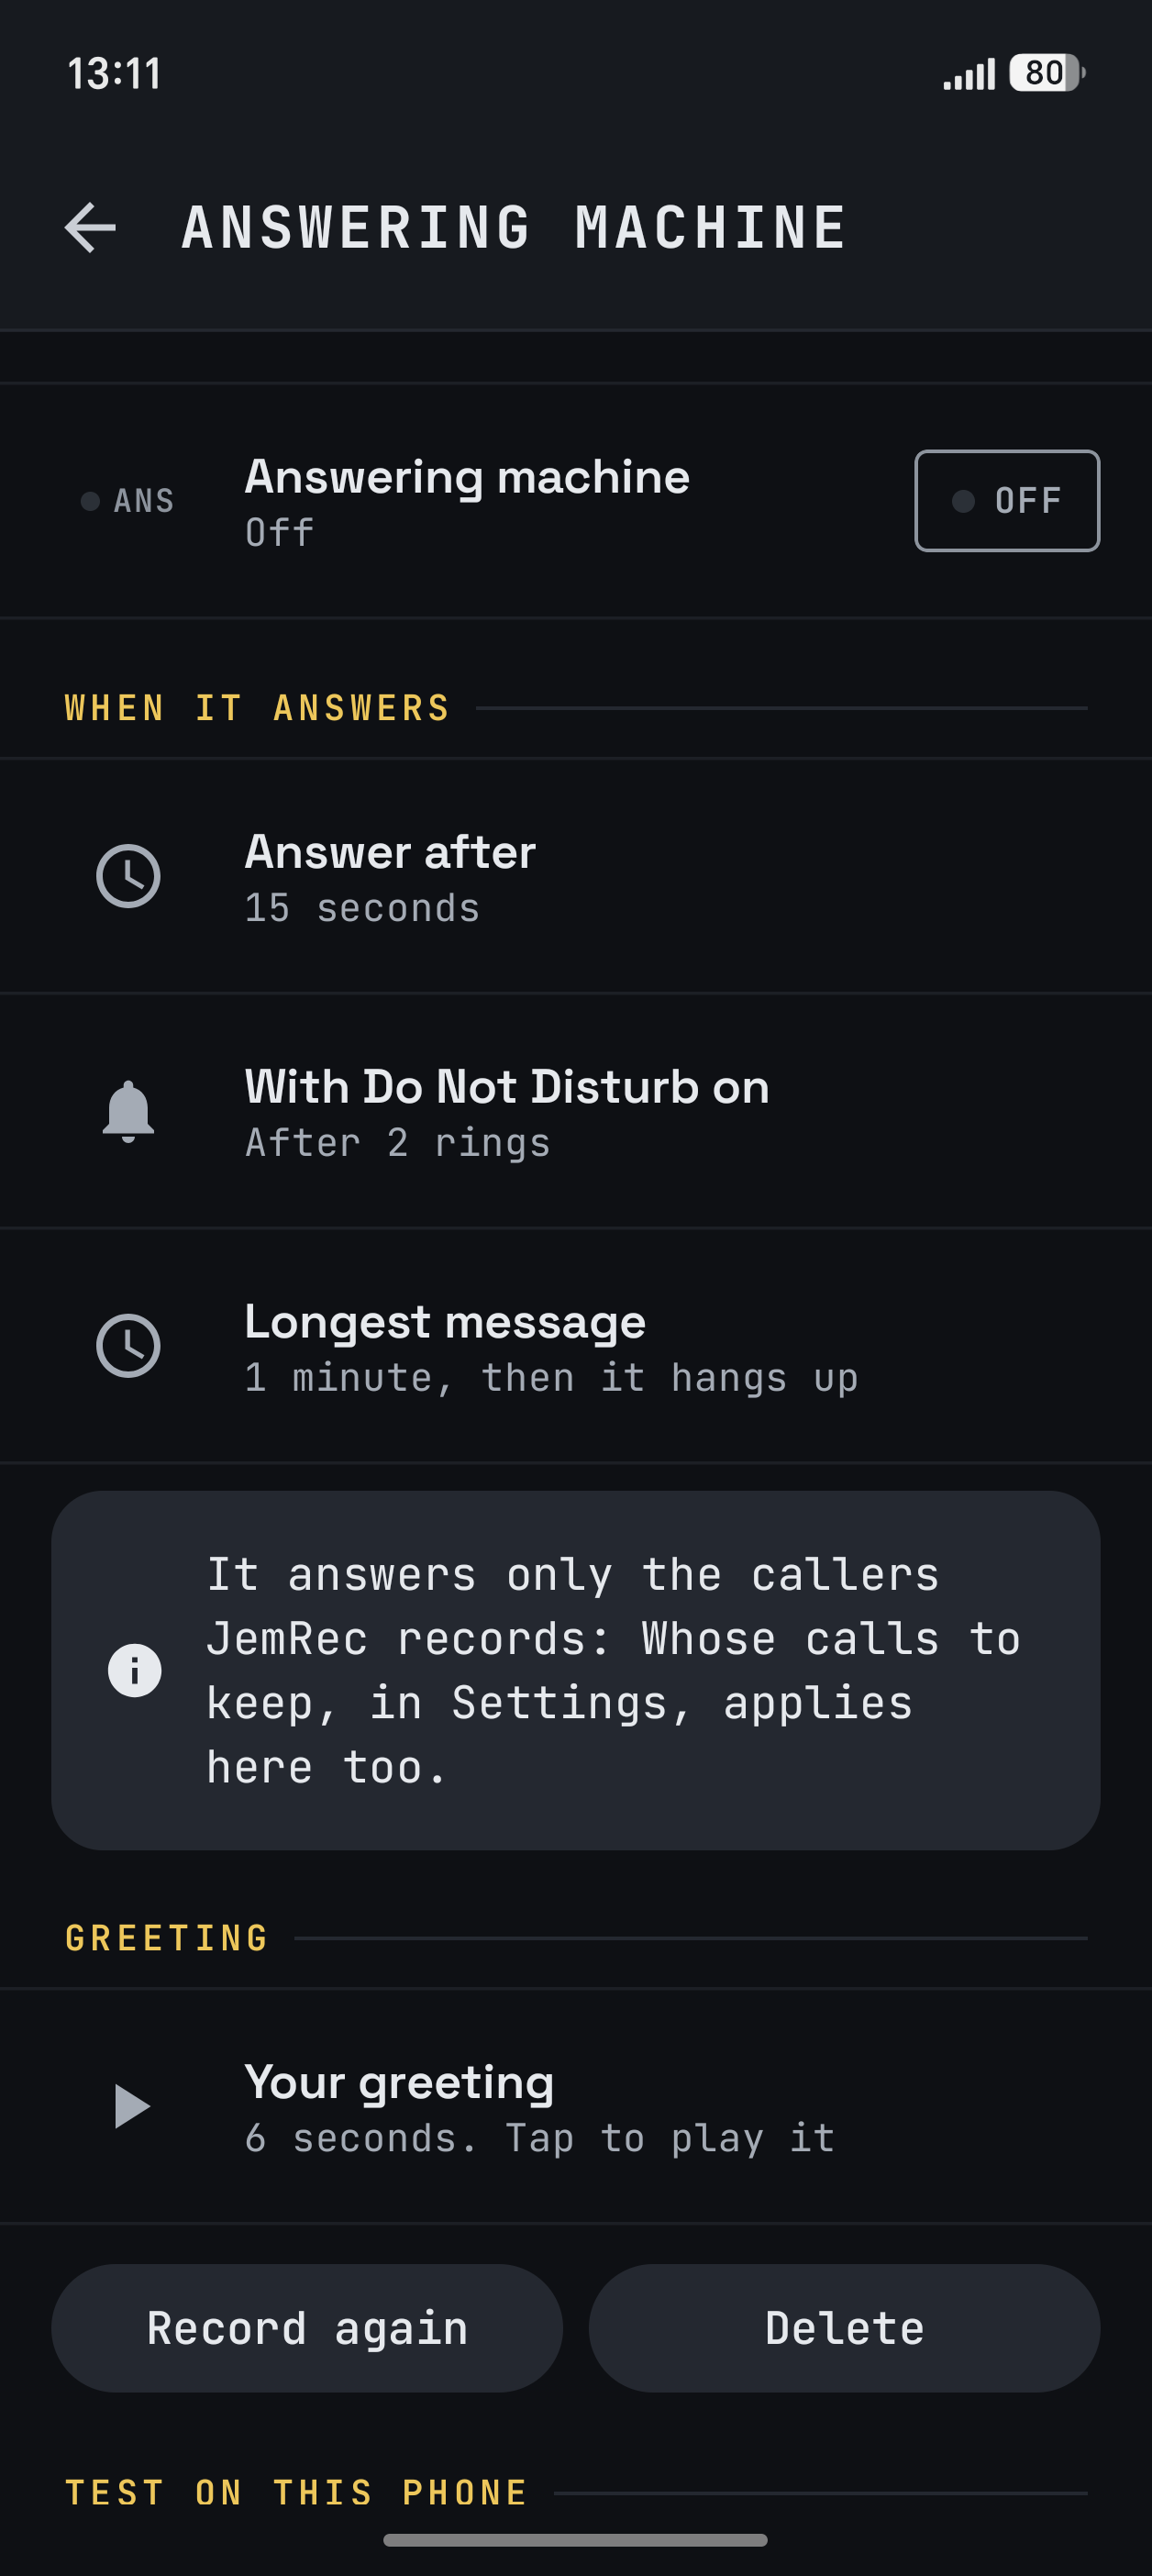 13:11
80
ANSWERING MACHINE
ANS
Answering machine
Off
OFF
WHEN IT ANSWERS
Answer after
15 seconds
With Do Not Disturb on
After 2 rings
Longest message
1 minute, then it hangs up
It answers only the callers
JemRec records: Whose calls to
keep, in Settings, applies
here too.
GREETING
Your greeting
6 seconds. Tap to play it
Record again
Delete
TEST ON THIS PHONE